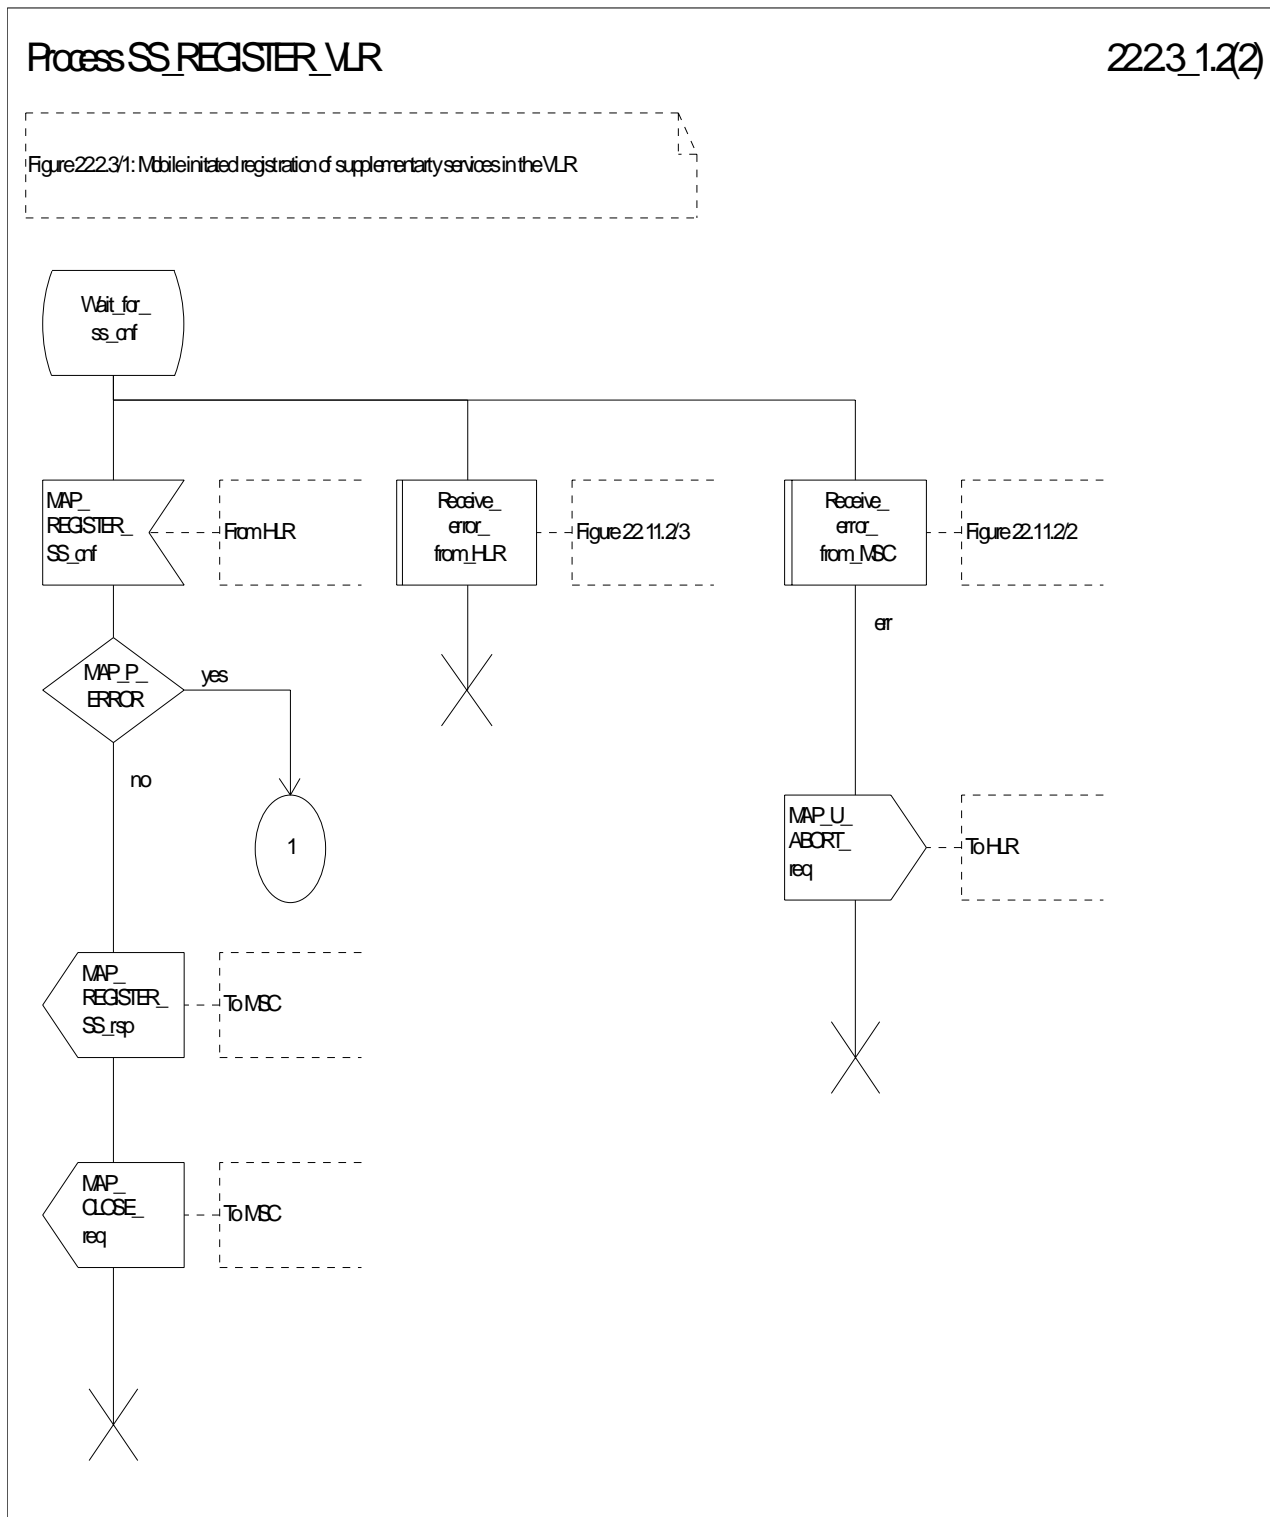 Process SS_REGISTER_VLR
22.2.3_1.2(2)
Figure 22.2.3/1: Mobile initated registration of supplementarty services in the VLR
Wait_for_
ss_cnf
MAP_
REGISTER_
SS_cnf
From HLR
Receive_
error_
from_HLR
Figure 22.11.2/3
Receive_
error_
from_MSC
Figure 22.11.2/2
err
MAP_P_
ERROR
yes
no
1
MAP_U_
ABORT_
req
To HLR
MAP_
REGISTER_
SS_rsp
To MSC
MAP_
CLOSE_
req
To MSC